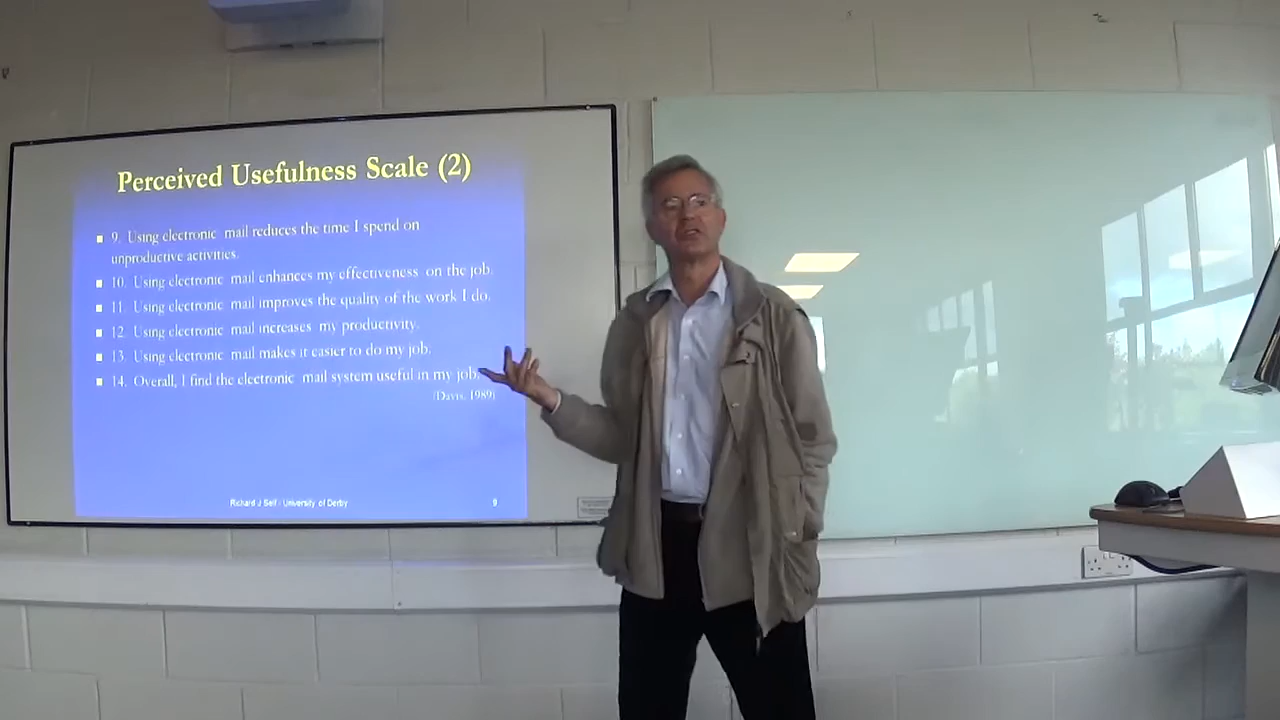 Perceived Usefulness Scale (2)
9. Using electronic mail reduces the time I spend on
unproductive activities.
10. Using electronic mail enhances my effectiveness on the job.
11. Using electronic mail improves the quality of the work I do.
12. Using electronic mail increases my productivity.
13. Using electronic mail makes it easier to do my job.
14. Overall, I find the electronic mail system useful in my job.
(Davis, 1989)
Richard J Self - University of Derby 9